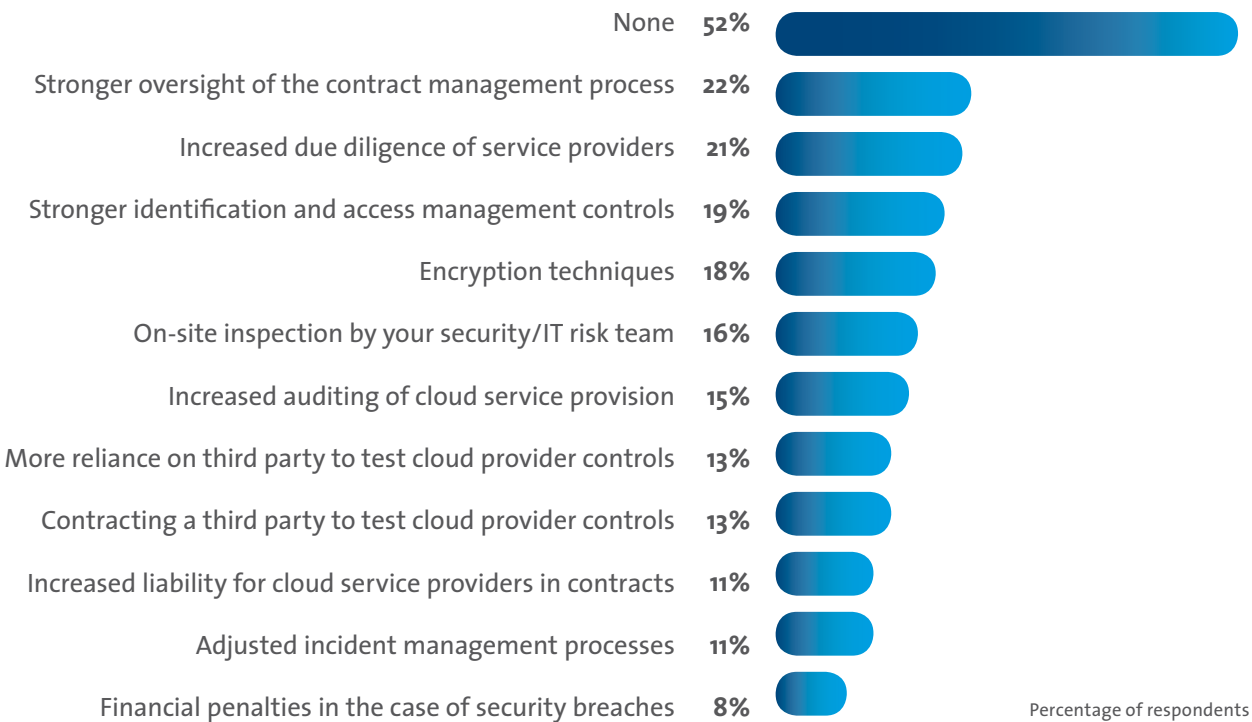 None 52%
Stronger oversight of the contract management process 22%
Increased due diligence of service providers 21%
Stronger identification and access management controls 19%
Encryption techniques 18%
On-site inspection by your security/IT risk team 16%
Increased auditing of cloud service provision 15%
More reliance on third party to test cloud provider controls 13%
Contracting a third party to test cloud provider controls 13%
Increased liability for cloud service providers in contracts 11%
Adjusted incident management processes 11%
Financial penalties in the case of security breaches 8%
Percentage of respondents